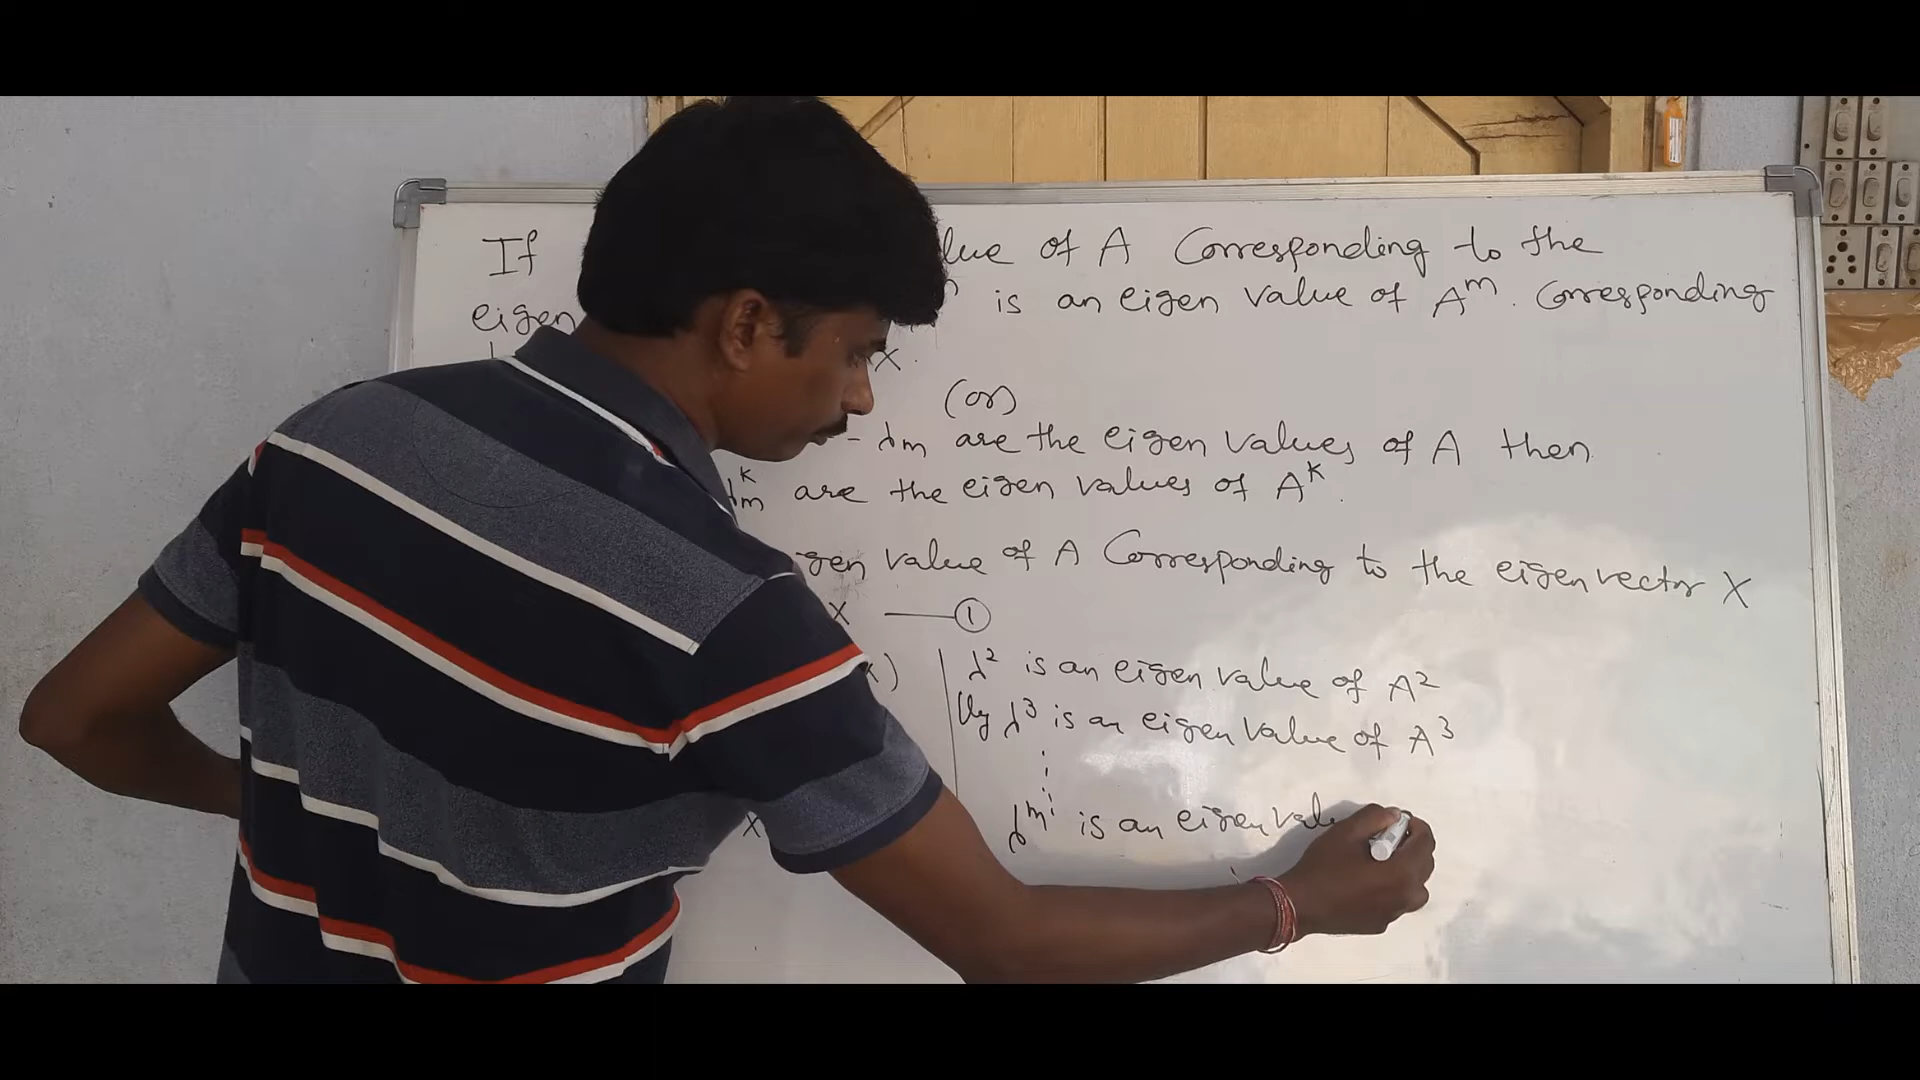 If lue of A Corresponding to the
eigen is an eigen value of A^m. Corresponding
X.
(or)
- λm are the eigen values of A then
λm^k are the eigen values of A^k.
gen value of A Corresponding to the eigen vector X
X —— ①
X) λ² is an eigen value of A²
lly λ³ is an eigen value of A³
X λ^m is an eigen valu